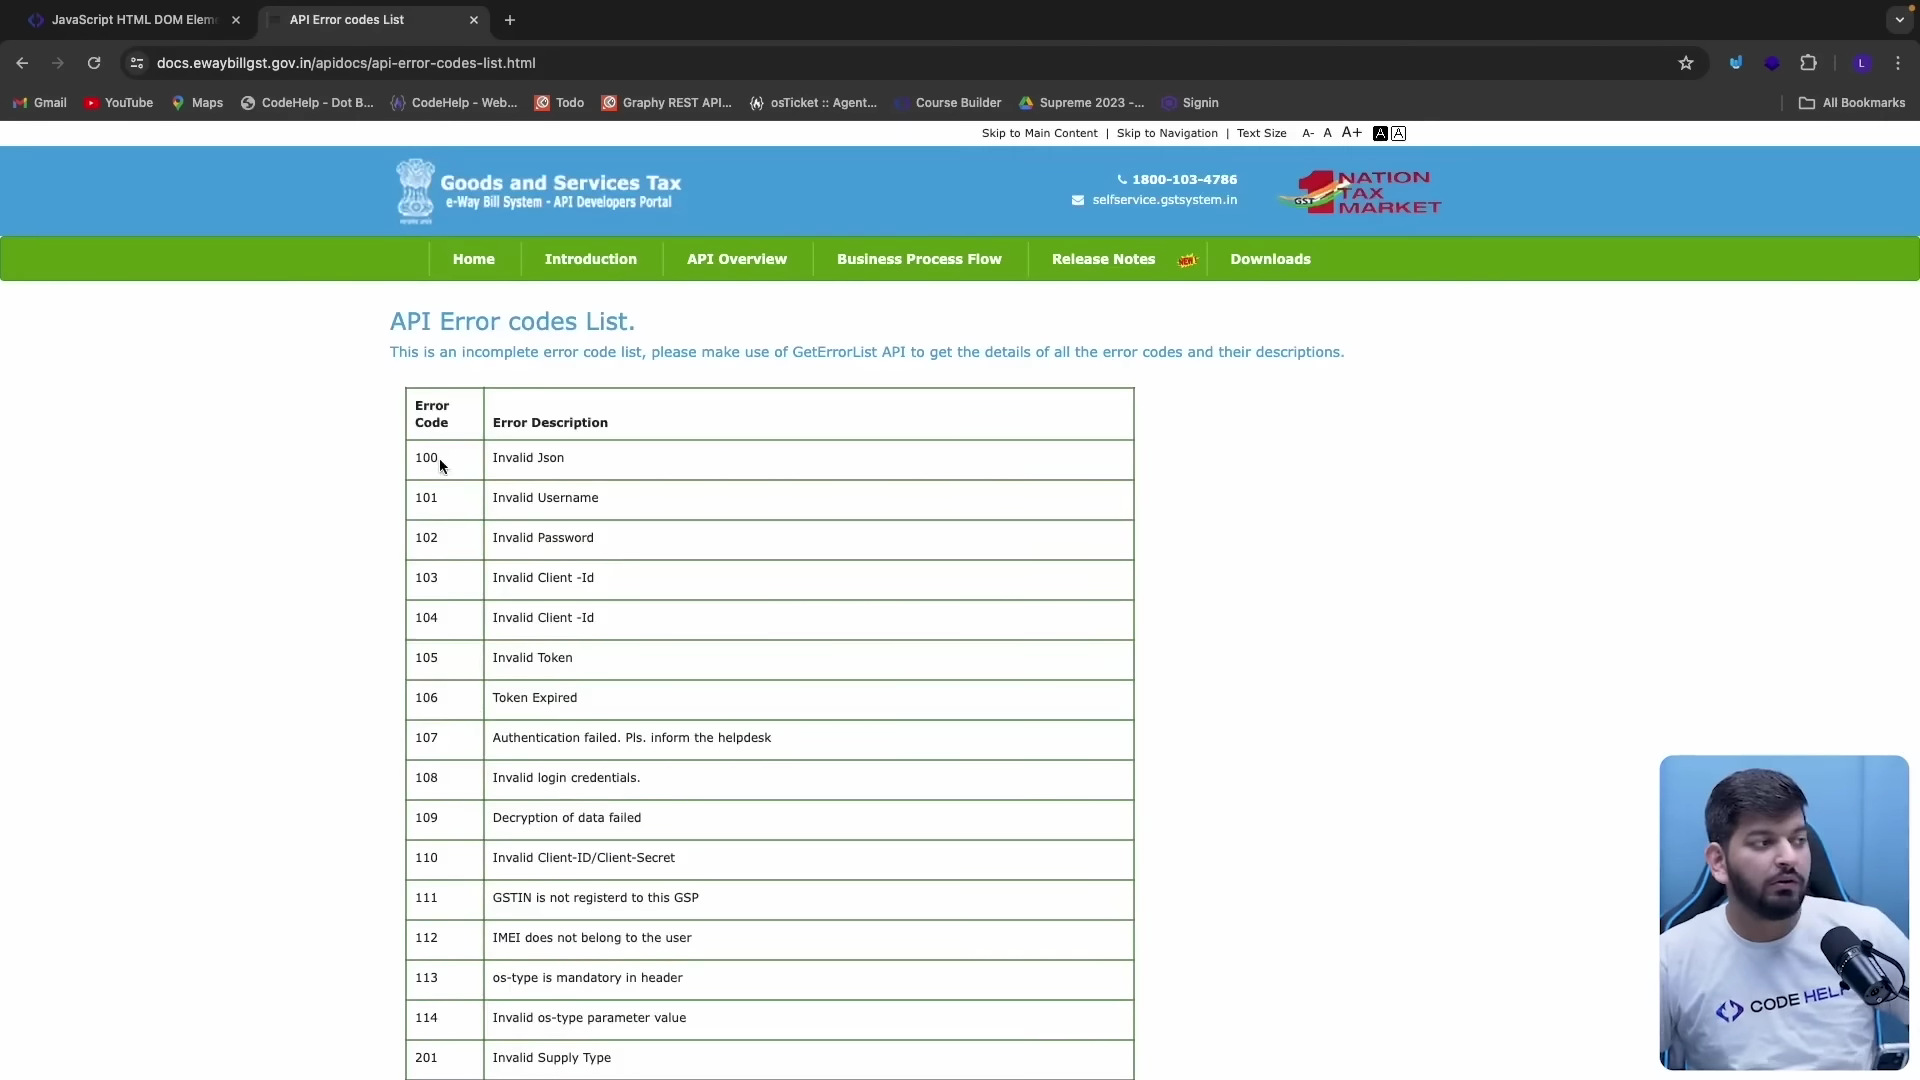 JavaScript HTML DOM Elem
API Error codes List
docs.ewaybillgst.gov.in/apidocs/api-error-codes-list.html
Gmail
YouTube
Maps
CodeHelp - Dot B...
CodeHelp - Web...
Todo
Graphy REST API...
osTicket :: Agent...
Course Builder
Supreme 2023 -...
Signin
All Bookmarks
L
Skip to Main Content | Skip to Navigation | Text Size A- A A+ A A
Goods and Services Tax
e-Way Bill System - API Developers Portal
1800-103-4786
selfservice.gstsystem.in
GST
1 NATION
TAX
MARKET
Home
Introduction
API Overview
Business Process Flow
Release Notes NEW
Downloads
API Error codes List.
This is an incomplete error code list, please make use of GetErrorList API to get the details of all the error codes and their descriptions.
Error Code Error Description
100 Invalid Json
101 Invalid Username
102 Invalid Password
103 Invalid Client -Id
104 Invalid Client -Id
105 Invalid Token
106 Token Expired
107 Authentication failed. Pls. inform the helpdesk
108 Invalid login credentials.
109 Decryption of data failed
110 Invalid Client-ID/Client-Secret
111 GSTIN is not registerd to this GSP
112 IMEI does not belong to the user
113 os-type is mandatory in header
114 Invalid os-type parameter value
201 Invalid Supply Type
CODE HELP